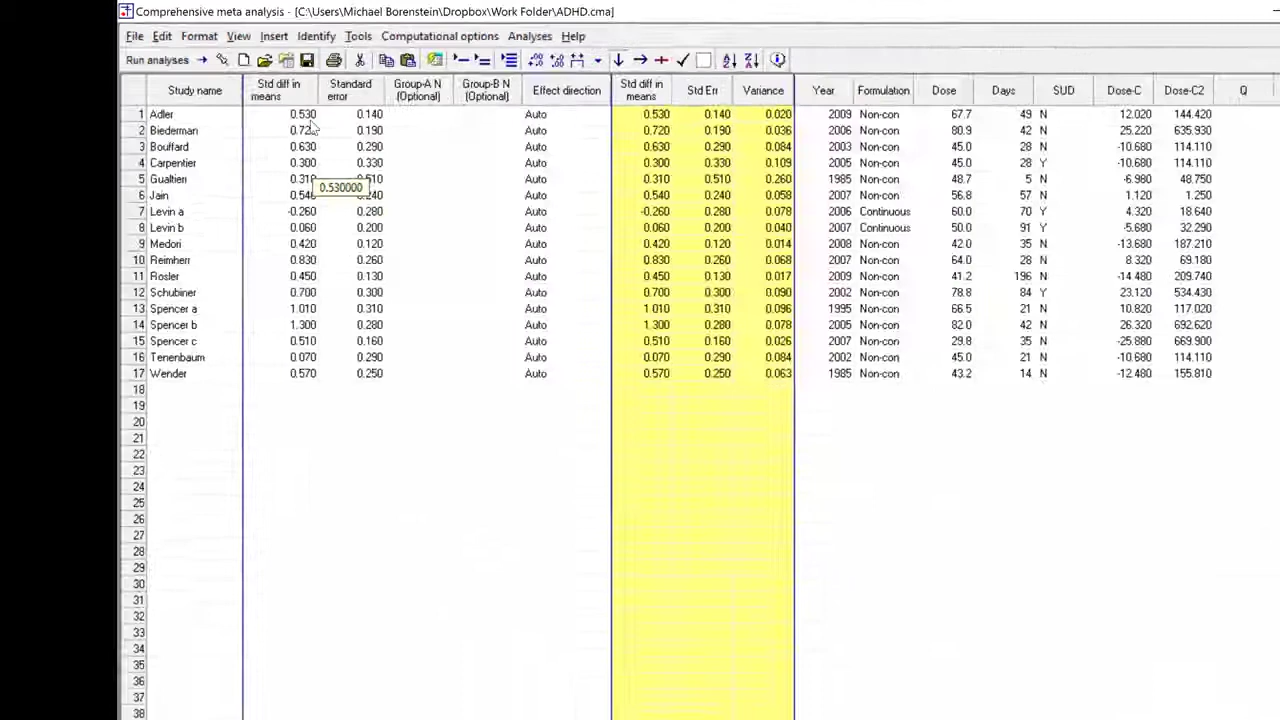 Comprehensive meta analysis - [C:\Users\Michael Borenstein\Dropbox\Work Folder\ADHD.cma]
File Edit Format View Insert Identify Tools Computational options Analyses Help
Run analyses
Study name Std diff in means Standard error Group-A N (Optional) Group-B N (Optional) Effect direction Std diff in means Std Err Variance Year Formulation Dose Days SUD Dose-C Dose-C2 Q
1 Adler 0.530 0.140 Auto 0.530 0.140 0.020 2009 Non-con 67.7 49 N 12.020 144.420
2 Biederman 0.720 0.190 Auto 0.720 0.190 0.036 2006 Non-con 80.9 42 N 25.220 635.930
3 Bouffard 0.630 0.290 Auto 0.630 0.290 0.084 2003 Non-con 45.0 28 N -10.680 114.110
4 Carpentier 0.300 0.330 Auto 0.300 0.330 0.109 2005 Non-con 45.0 28 Y -10.680 114.110
5 Gualtieri 0.310 0.510 Auto 0.310 0.510 0.260 1985 Non-con 48.7 5 N -6.980 48.750
0.530000
6 Jain 0.540 0.240 Auto 0.540 0.240 0.058 2007 Non-con 56.8 57 N 1.120 1.250
7 Levin a -0.260 0.280 Auto -0.260 0.280 0.078 2006 Continuous 60.0 70 Y 4.320 18.640
8 Levin b 0.060 0.200 Auto 0.060 0.200 0.040 2007 Continuous 50.0 91 Y -5.680 32.290
9 Medori 0.420 0.120 Auto 0.420 0.120 0.014 2008 Non-con 42.0 35 N -13.680 187.210
10 Reimherr 0.830 0.260 Auto 0.830 0.260 0.068 2007 Non-con 64.0 28 N 8.320 69.180
11 Rosler 0.450 0.130 Auto 0.450 0.130 0.017 2009 Non-con 41.2 196 N -14.480 209.740
12 Schubiner 0.700 0.300 Auto 0.700 0.300 0.090 2002 Non-con 78.8 84 Y 23.120 534.430
13 Spencer a 1.010 0.310 Auto 1.010 0.310 0.096 1995 Non-con 66.5 21 N 10.820 117.020
14 Spencer b 1.300 0.280 Auto 1.300 0.280 0.078 2005 Non-con 82.0 42 N 26.320 692.620
15 Spencer c 0.510 0.160 Auto 0.510 0.160 0.026 2007 Non-con 29.8 35 N -25.880 669.900
16 Tenenbaum 0.070 0.290 Auto 0.070 0.290 0.084 2002 Non-con 45.0 21 N -10.680 114.110
17 Wender 0.570 0.250 Auto 0.570 0.250 0.063 1985 Non-con 43.2 14 N -12.480 155.810
18
19
20
21
22
23
24
25
26
27
28
29
30
31
32
33
34
35
36
37
38